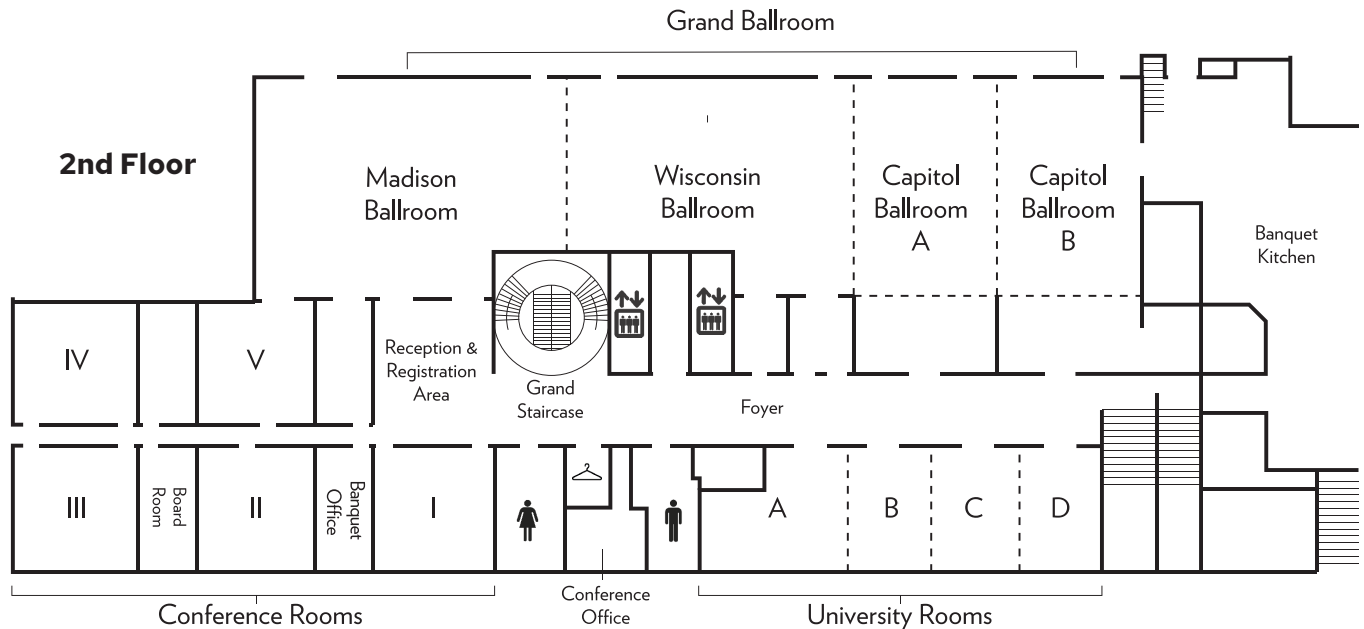 Grand Ballroom
2nd Floor
Madison
Ballroom
Wisconsin
Ballroom
Capitol
Ballroom
A
Capitol
Ballroom
B
Banquet
Kitchen
IV
V
Reception &
Registration
Area
Grand
Staircase
Foyer
III
Board
Room
II
Banquet
Office
I
A
B
C
D
Conference Rooms
Conference
Office
University Rooms